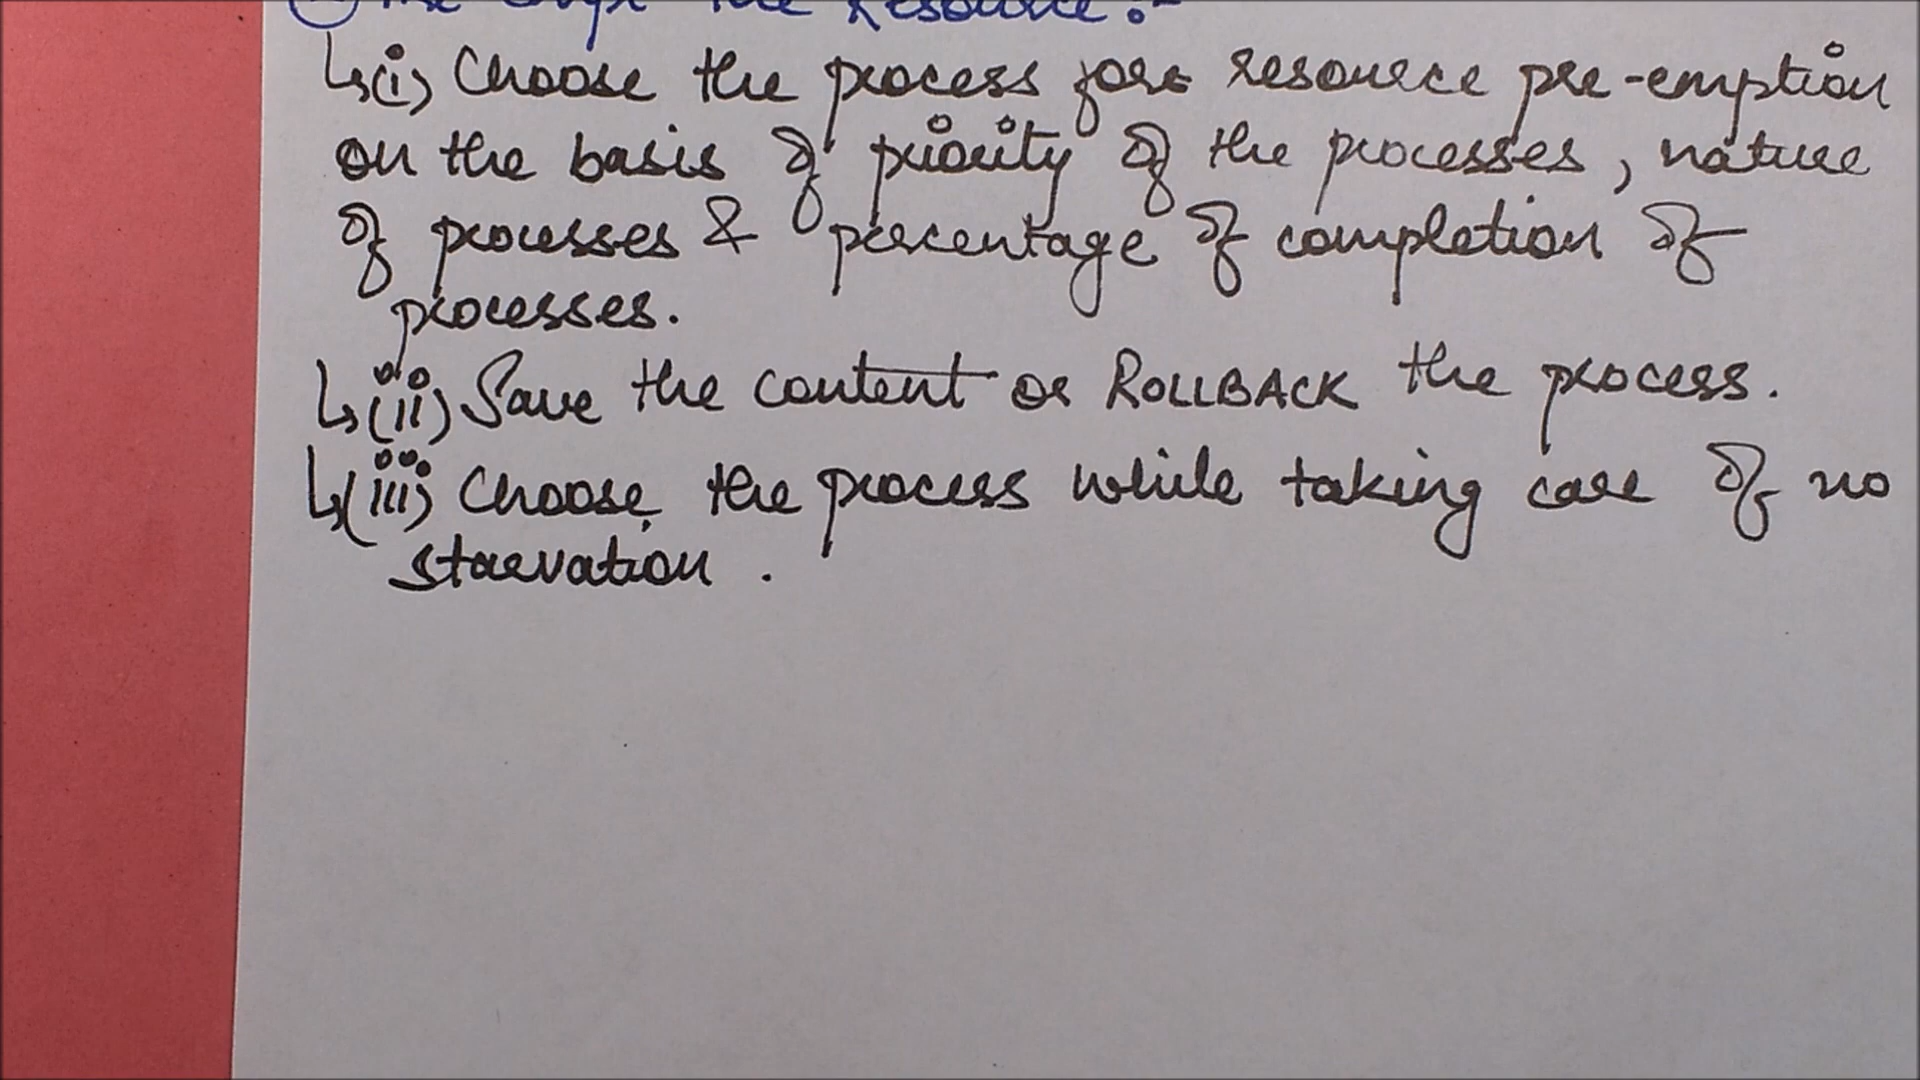 the Resource :-
↳(i) Choose the process for resource pre-emption
on the basis of priority of the processes, nature
of processes & percentage of completion of
processes.
↳(ii) Save the content or ROLLBACK the process.
↳(iii) Choose the process while taking care of no
starvation.